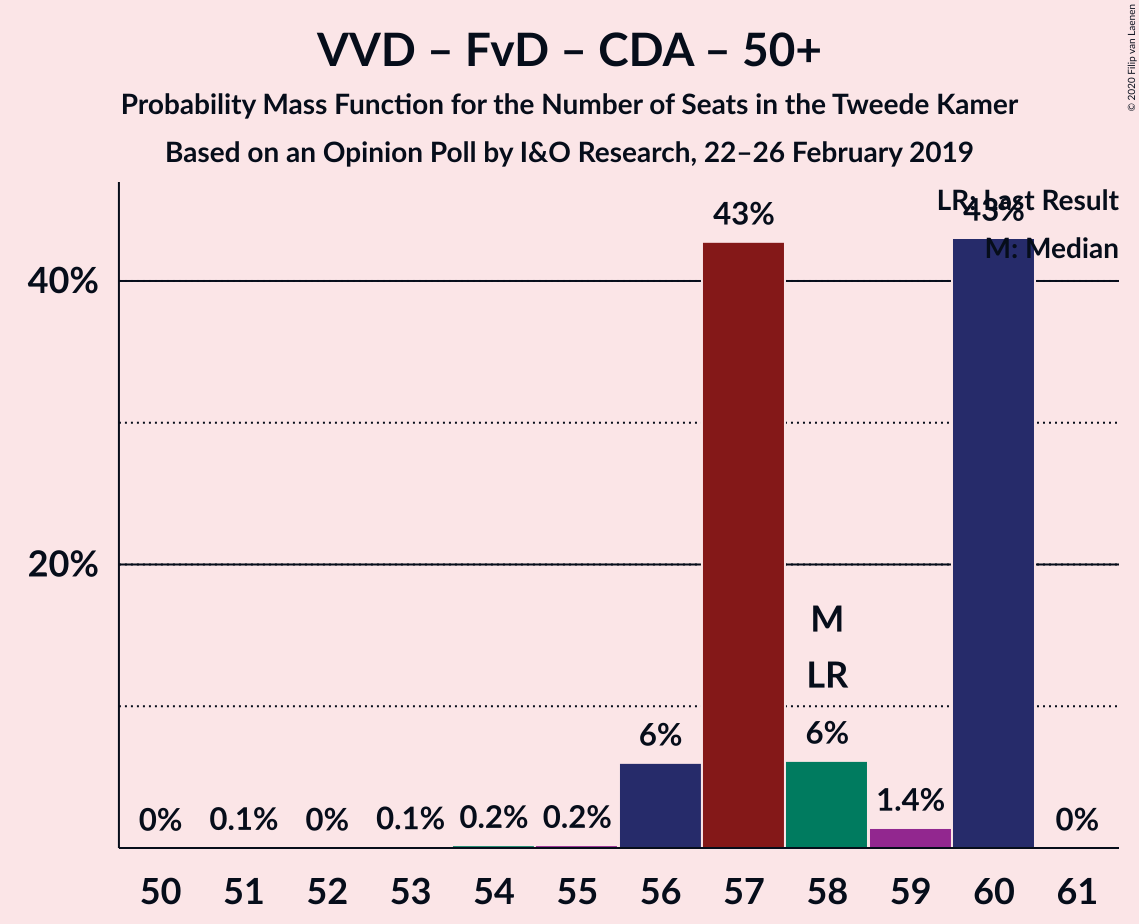 VVD – FvD – CDA – 50+
Probability Mass Function for the Number of Seats in the Tweede Kamer
Based on an Opinion Poll by I&O Research, 22–26 February 2019
© 2020 Filip van Laenen
LR: Last Result
M: Median
43%
43%
40%
20%
M
LR
6%
6%
1.4%
0%
0.1%
0%
0.1%
0.2%
0.2%
0%
50 51 52 53 54 55 56 57 58 59 60 61